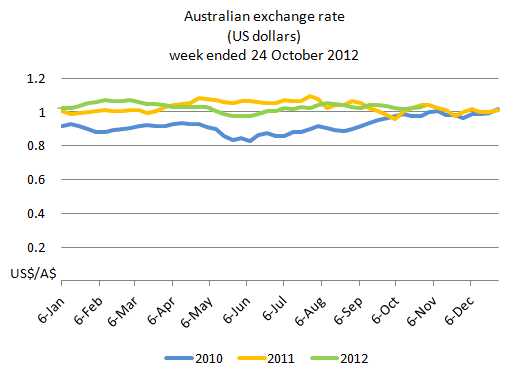 Australian exchange rate
(US dollars)
week ended 24 October 2012
1.2
1
0.8
0.6
0.4
0.2
US$/A$
6-Jan 6-Feb 6-Mar 6-Apr 6-May 6-Jun 6-Jul 6-Aug 6-Sep 6-Oct 6-Nov 6-Dec
2010 2011 2012